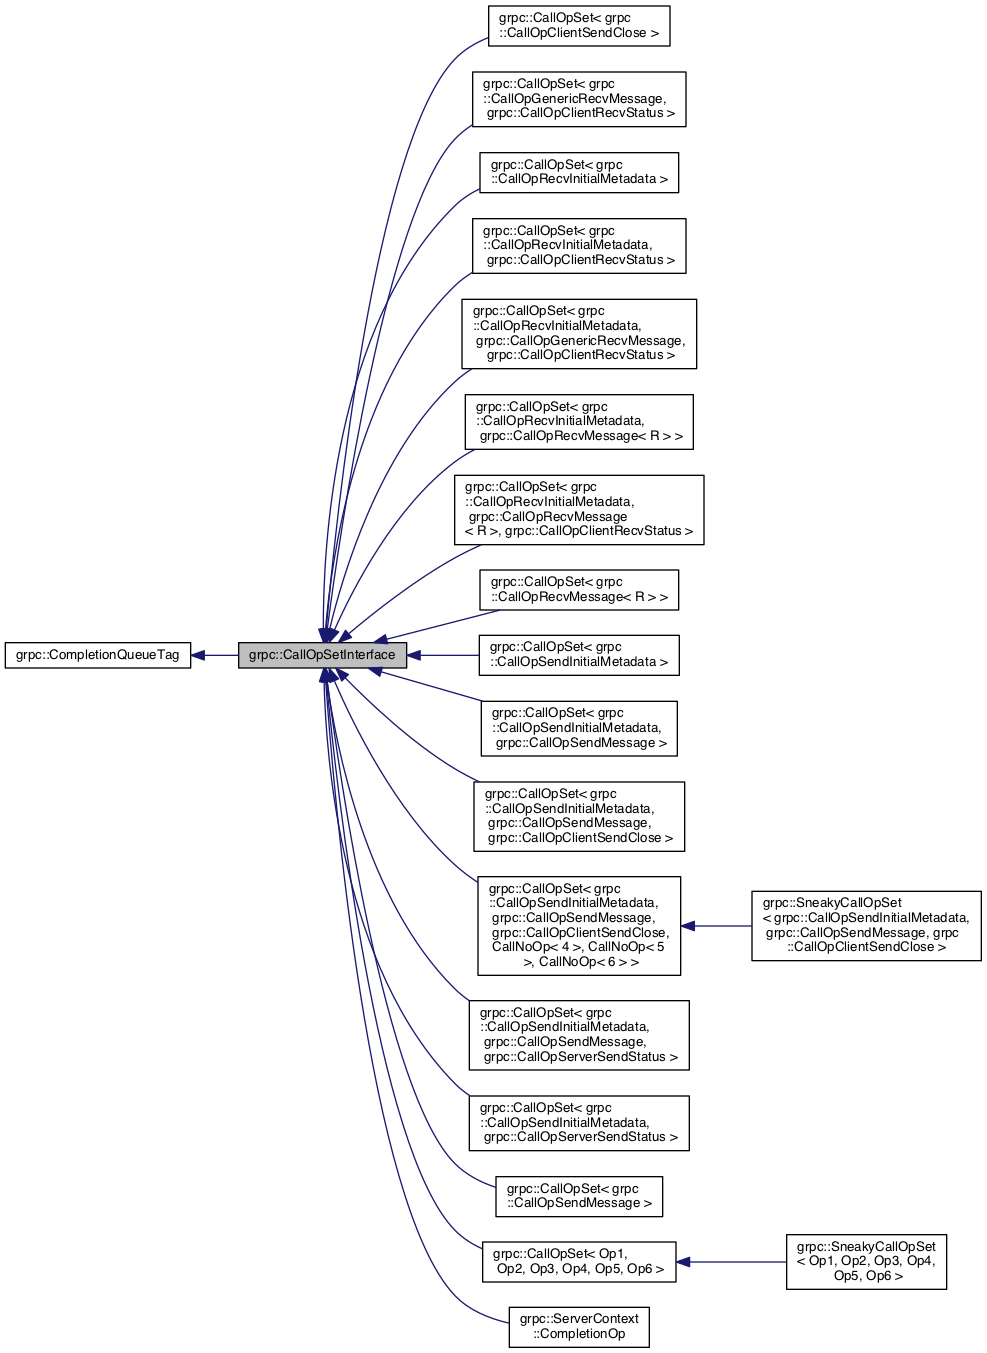 grpc::CallOpSet< grpc
::CallOpClientSendClose >
grpc::CallOpSet< grpc
::CallOpGenericRecvMessage,
grpc::CallOpClientRecvStatus >
grpc::CallOpSet< grpc
::CallOpRecvInitialMetadata >
grpc::CallOpSet< grpc
::CallOpRecvInitialMetadata,
grpc::CallOpClientRecvStatus >
grpc::CallOpSet< grpc
::CallOpRecvInitialMetadata,
grpc::CallOpGenericRecvMessage,
grpc::CallOpClientRecvStatus >
grpc::CallOpSet< grpc
::CallOpRecvInitialMetadata,
grpc::CallOpRecvMessage< R > >
grpc::CallOpSet< grpc
::CallOpRecvInitialMetadata,
grpc::CallOpRecvMessage
< R >, grpc::CallOpClientRecvStatus >
grpc::CallOpSet< grpc
::CallOpRecvMessage< R > >
grpc::CompletionQueueTag
grpc::CallOpSetInterface
grpc::CallOpSet< grpc
::CallOpSendInitialMetadata >
grpc::CallOpSet< grpc
::CallOpSendInitialMetadata,
grpc::CallOpSendMessage >
grpc::CallOpSet< grpc
::CallOpSendInitialMetadata,
grpc::CallOpSendMessage,
grpc::CallOpClientSendClose >
grpc::CallOpSet< grpc
::CallOpSendInitialMetadata,
grpc::CallOpSendMessage,
grpc::CallOpClientSendClose,
CallNoOp< 4 >, CallNoOp< 5
>, CallNoOp< 6 > >
grpc::SneakyCallOpSet
< grpc::CallOpSendInitialMetadata,
grpc::CallOpSendMessage, grpc
::CallOpClientSendClose >
grpc::CallOpSet< grpc
::CallOpSendInitialMetadata,
grpc::CallOpSendMessage,
grpc::CallOpServerSendStatus >
grpc::CallOpSet< grpc
::CallOpSendInitialMetadata,
grpc::CallOpServerSendStatus >
grpc::CallOpSet< grpc
::CallOpSendMessage >
grpc::CallOpSet< Op1,
Op2, Op3, Op4, Op5, Op6 >
grpc::SneakyCallOpSet
< Op1, Op2, Op3, Op4,
Op5, Op6 >
grpc::ServerContext
::CompletionOp